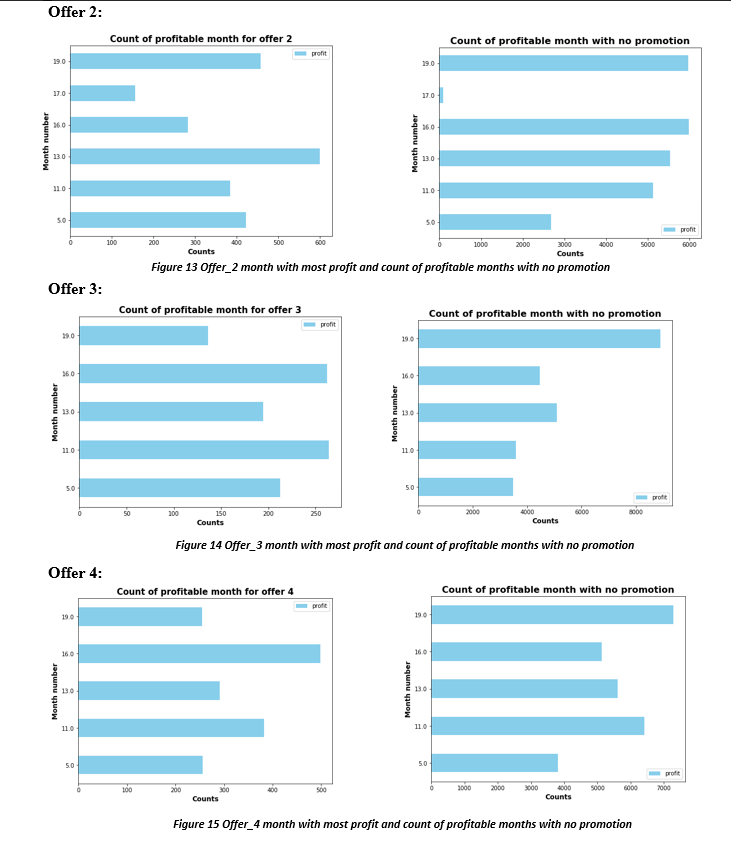 Offer 2:
Count of profitable month for offer 2
profit
19.0
17.0
16.0
13.0
11.0
5.0
Month number
0 100 200 300 400 500 600
Counts
Count of profitable month with no promotion
19.0
17.0
16.0
13.0
11.0
5.0
Month number
profit
0 1000 2000 3000 4000 5000 6000
Counts
Figure 13 Offer_2 month with most profit and count of profitable months with no promotion
Offer 3:
Count of profitable month for offer 3
profit
19.0
16.0
13.0
11.0
5.0
Month number
0 50 100 150 200 250
Counts
Count of profitable month with no promotion
19.0
16.0
13.0
11.0
5.0
Month number
profit
0 2000 4000 6000 8000
Counts
Figure 14 Offer_3 month with most profit and count of profitable months with no promotion
Offer 4:
Count of profitable month for offer 4
profit
19.0
16.0
13.0
11.0
5.0
Month number
0 100 200 300 400 500
Counts
Count of profitable month with no promotion
19.0
16.0
13.0
11.0
5.0
Month number
profit
0 1000 2000 3000 4000 5000 6000 7000
Counts
Figure 15 Offer_4 month with most profit and count of profitable months with no promotion